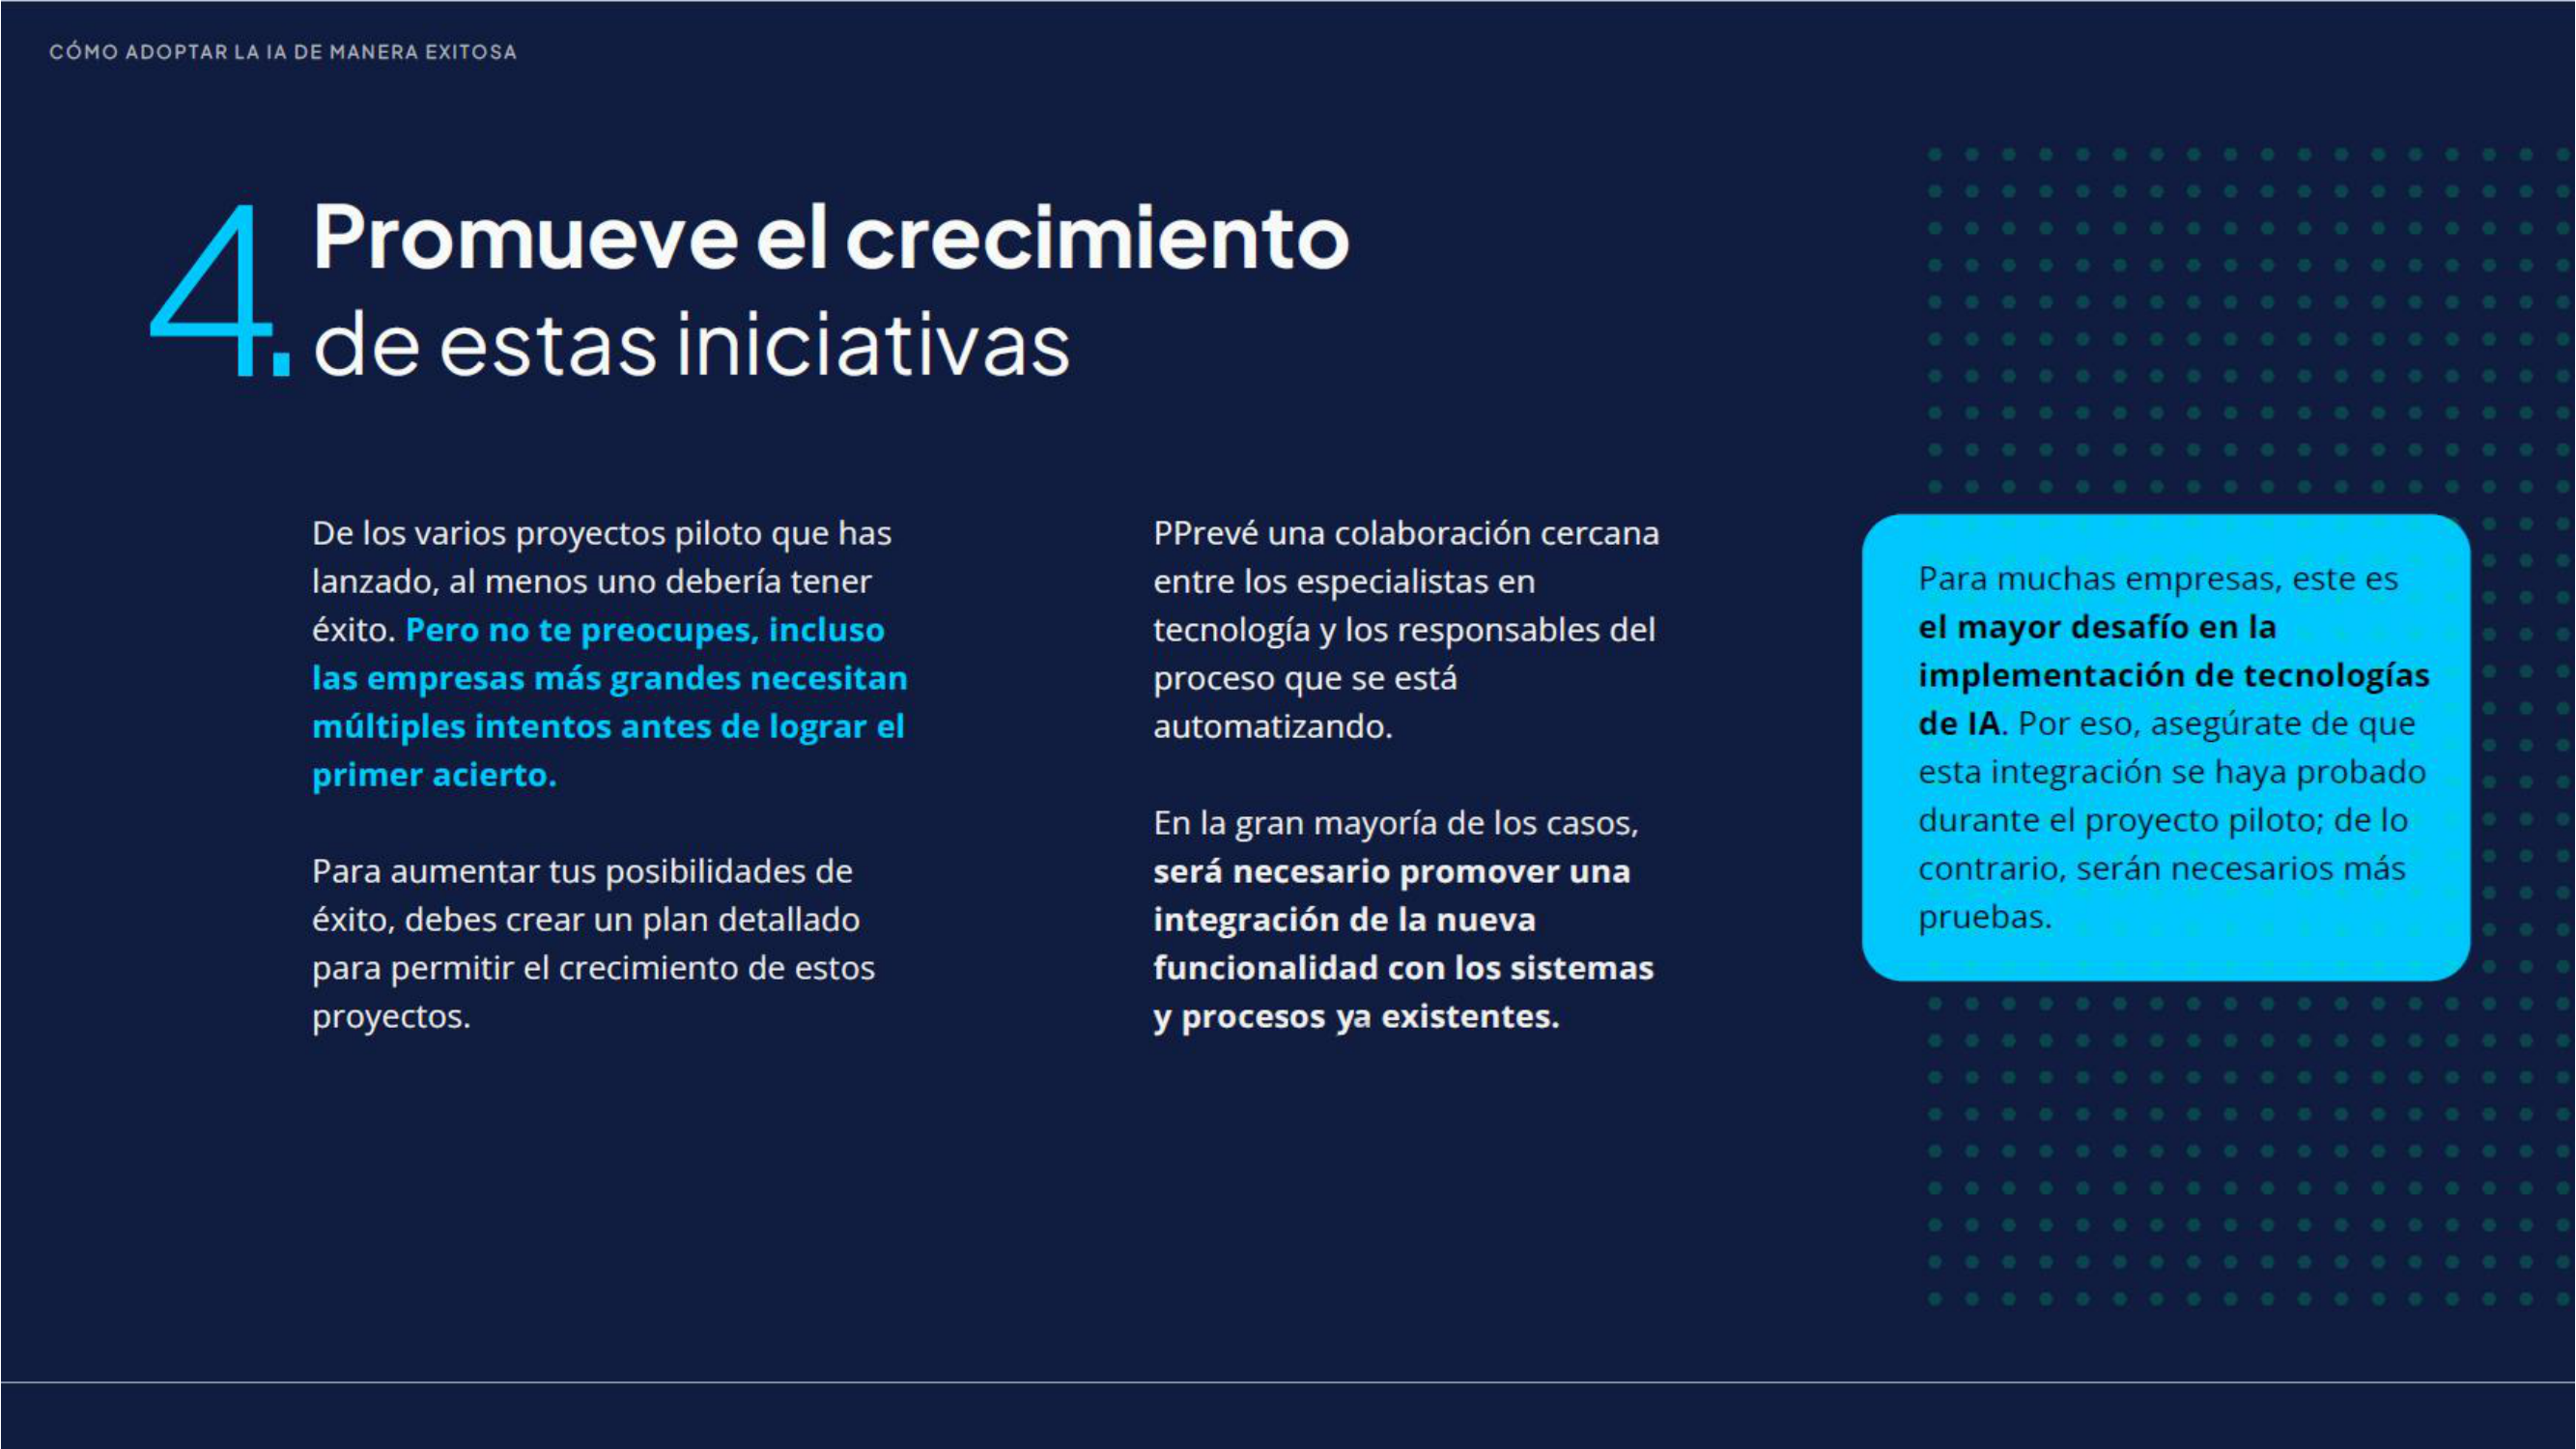 CÓMO ADOPTAR LA IA DE MANERA EXITOSA
4.
Promueve el crecimiento
de estas iniciativas
De los varios proyectos piloto que has
lanzado, al menos uno debería tener
éxito. Pero no te preocupes, incluso
las empresas más grandes necesitan
múltiples intentos antes de lograr el
primer acierto.
Para aumentar tus posibilidades de
éxito, debes crear un plan detallado
para permitir el crecimiento de estos
proyectos.
PPrevé una colaboración cercana
entre los especialistas en
tecnología y los responsables del
proceso que se está
automatizando.
En la gran mayoría de los casos,
será necesario promover una
integración de la nueva
funcionalidad con los sistemas
y procesos ya existentes.
Para muchas empresas, este es
el mayor desafío en la
implementación de tecnologías
de IA. Por eso, asegúrate de que
esta integración se haya probado
durante el proyecto piloto; de lo
contrario, serán necesarios más
pruebas.